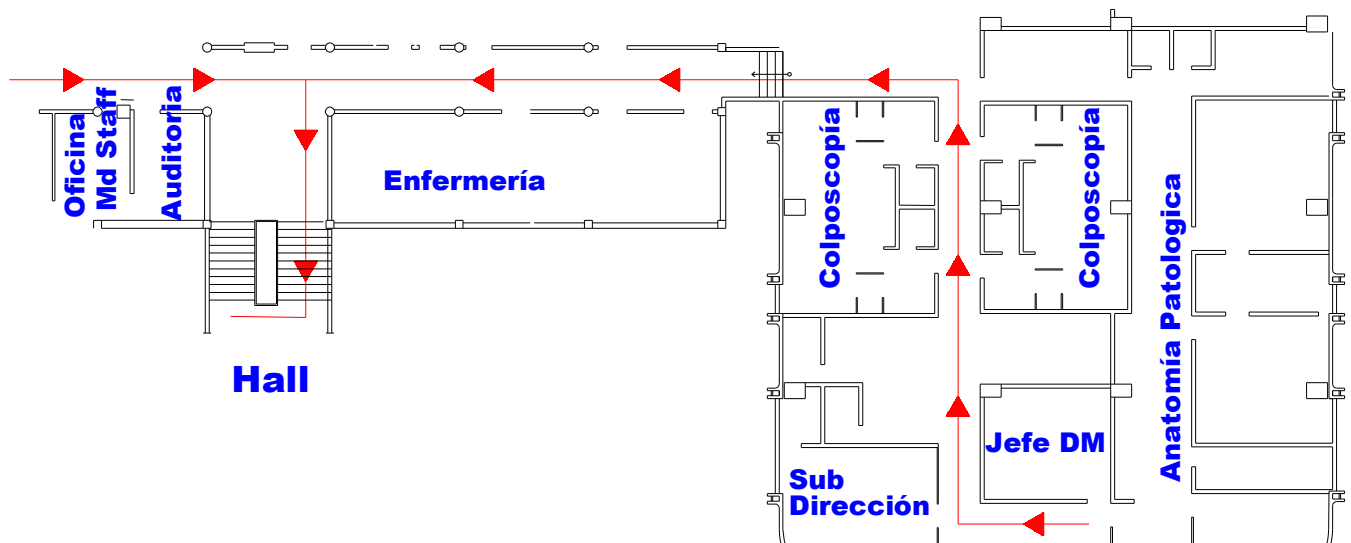 Oficina
Md Staff
Auditoria
Enfermería
Hall
Colposcopía
Colposcopía
Anatomía Patologica
Jefe DM
Sub
Dirección